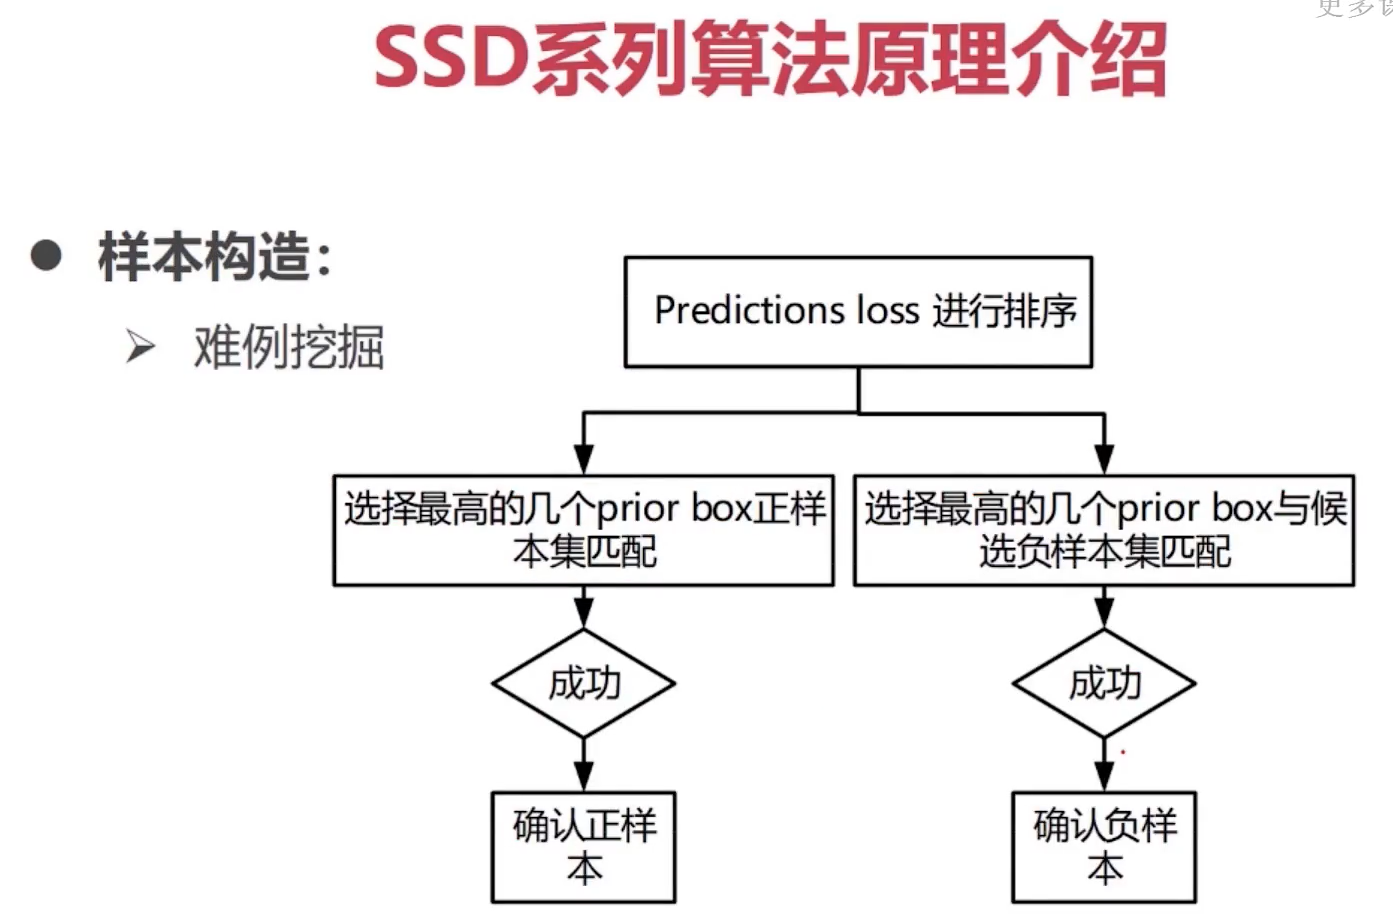 更多
SSD系列算法原理介绍
样本构造：
难例挖掘
Predictions loss 进行排序
选择最高的几个prior box正样
本集匹配
选择最高的几个prior box与候
选负样本集匹配
成功
成功
确认正样
本
确认负样
本